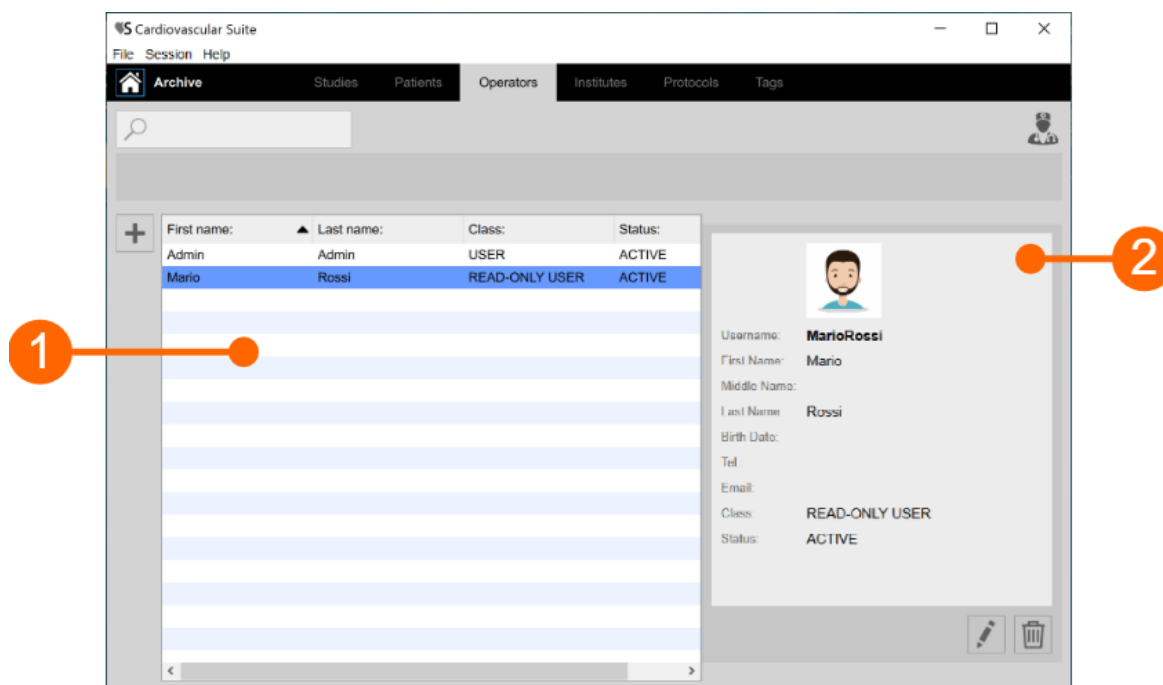 S Cardiovascular Suite
File Session Help
Archive Studies Patients Operators Institutes Protocols Tags
First name: Last name: Class: Status:
Admin Admin USER ACTIVE
Mario Rossi READ-ONLY USER ACTIVE
1
2
Username: MarioRossi
First Name: Mario
Middle Name:
Last Name Rossi
Birth Date:
Tel
Email:
Class: READ-ONLY USER
Status: ACTIVE